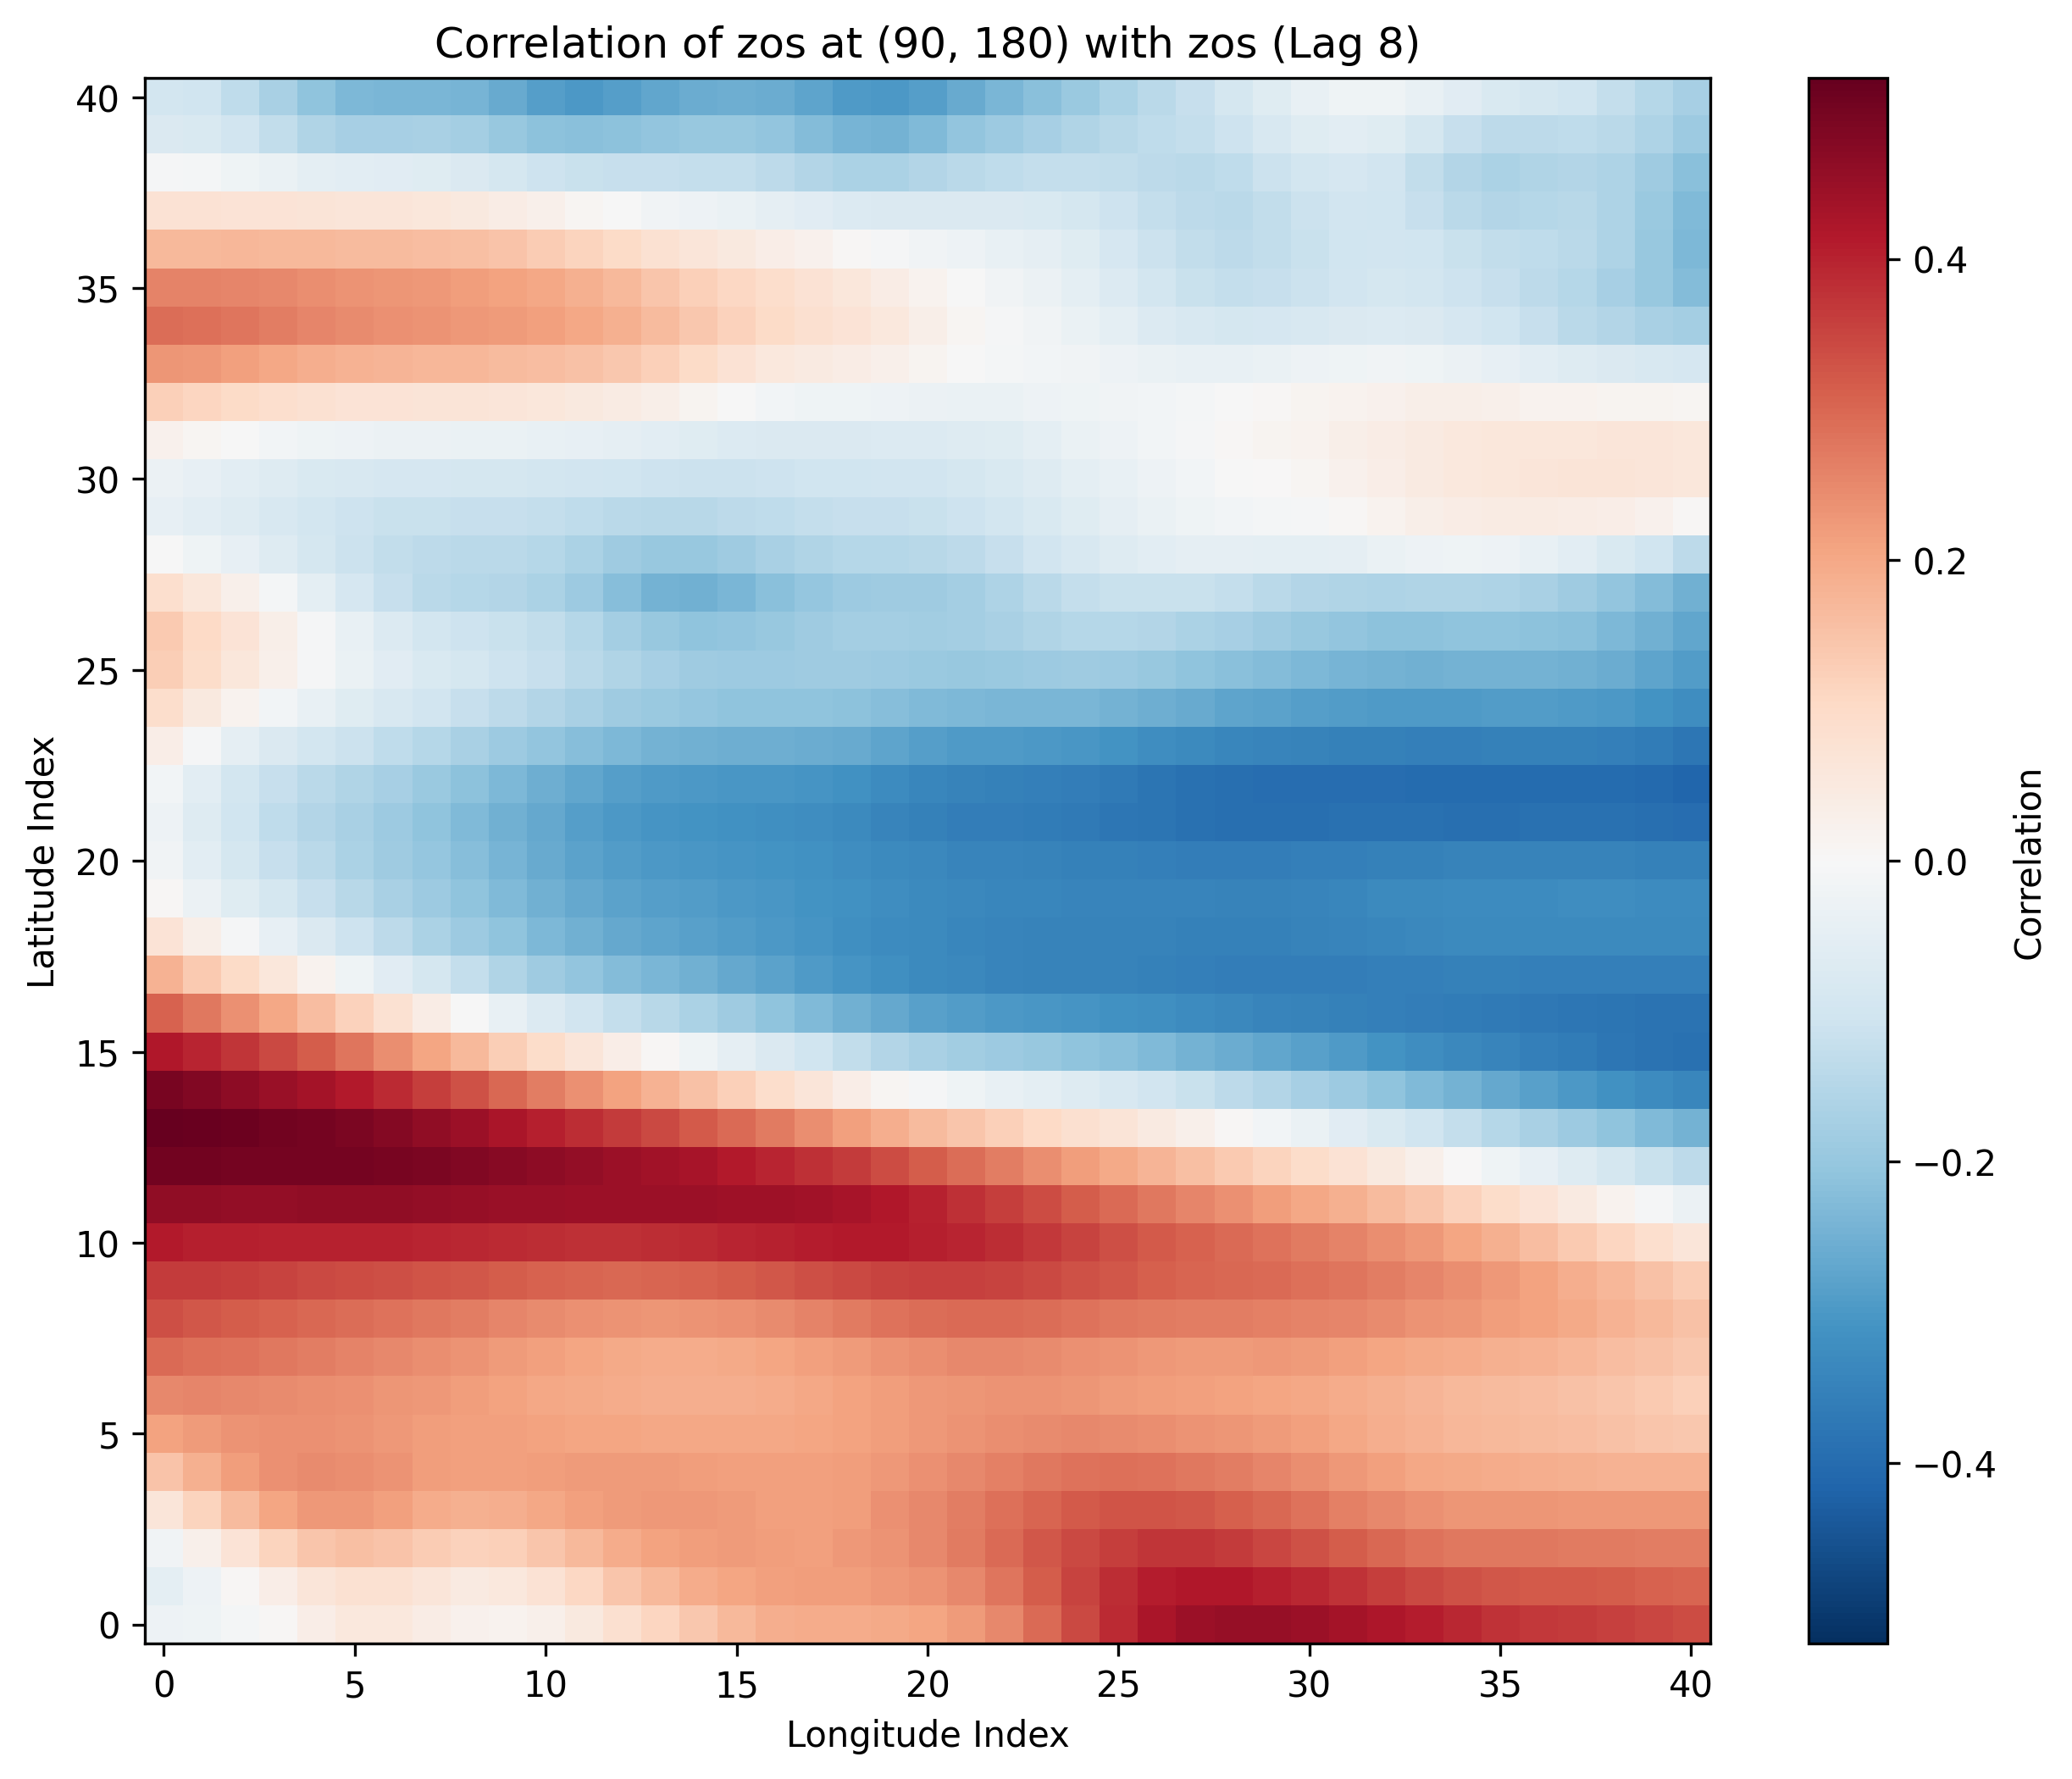 Correlation of zos at (90, 180) with zos (Lag 8)
40
35
30
25
20
15
10
5
0
Latitude Index
0 5 10 15 20 25 30 35 40
Longitude Index
0.4
0.2
0.0
−0.2
−0.4
Correlation